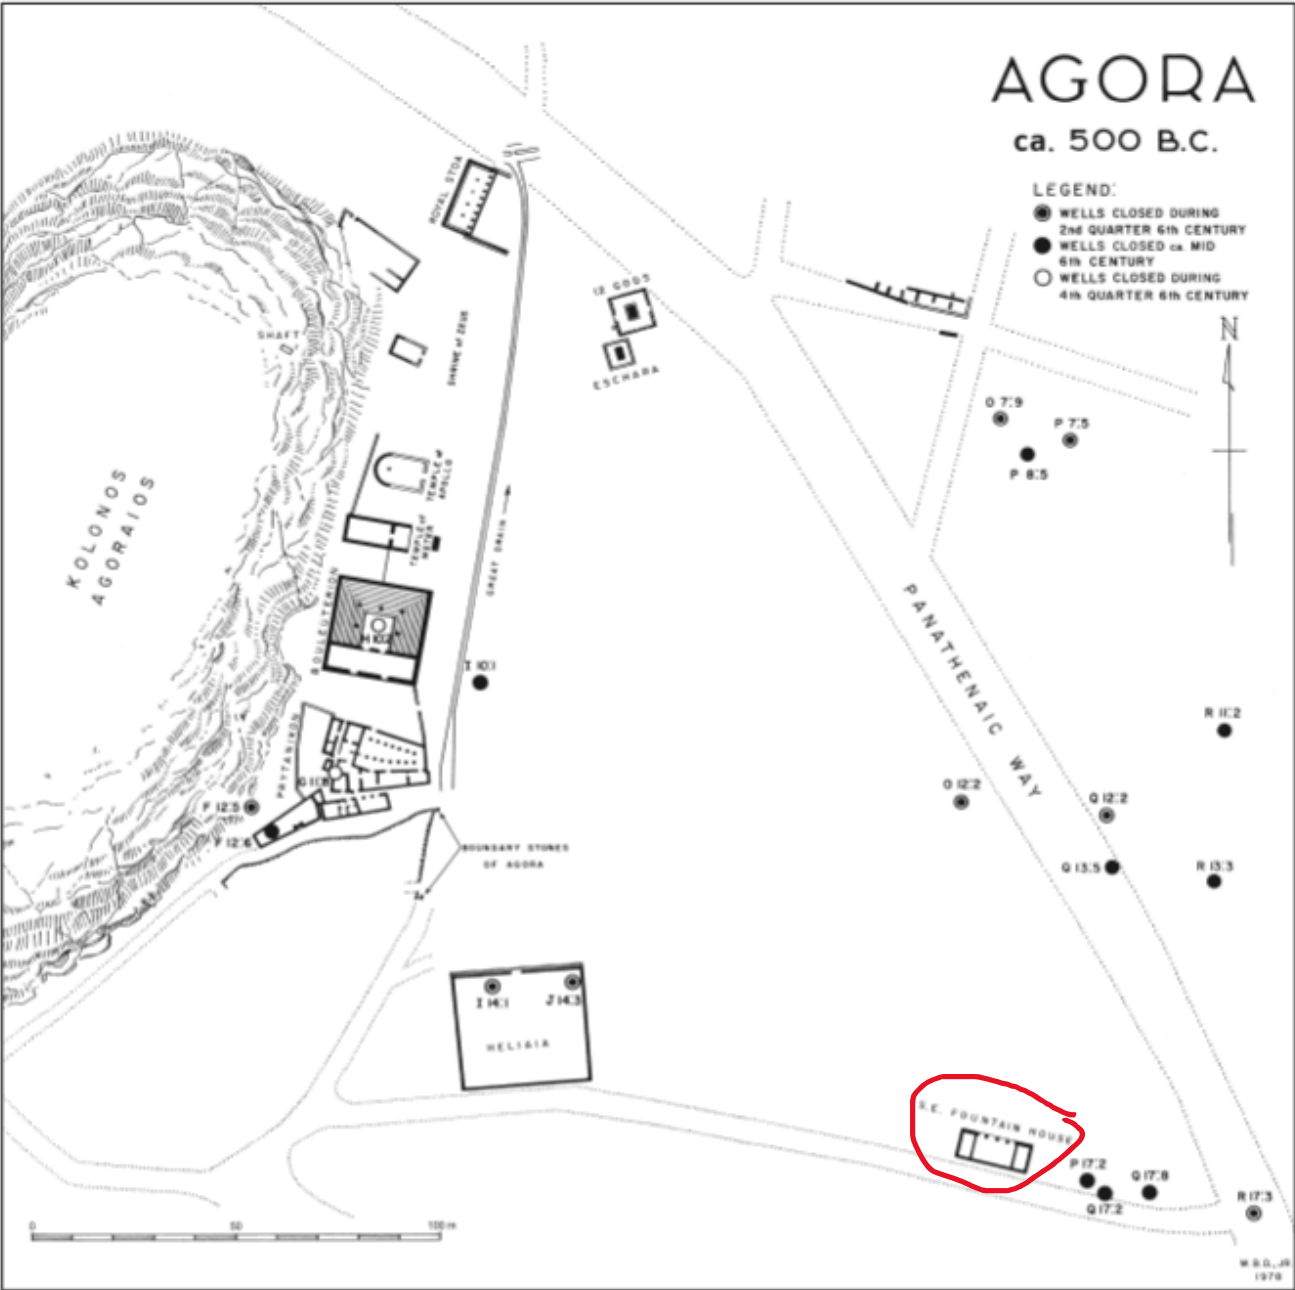 AGORA
ca. 500 B.C.
LEGEND:
WELLS CLOSED DURING
2nd QUARTER 6th CENTURY
WELLS CLOSED ca. MID
6th CENTURY
WELLS CLOSED DURING
4th QUARTER 6th CENTURY
N
ROYAL STOA
12 GODS
ESCHARA
SHAFT
SHRINE of ZEUS
KOLONOS
AGORAIOS
TEMPLE of
APOLLO
TEMPLE of
METER
GREAT DRAIN
BOULEUTERION
O 7:9
P 7:5
P 8:5
PANATHENAIC WAY
I 10:1
R 11:2
PRYTANIKON
F 12:5
F 12:6
O 12:2
Q 12:2
Q 13:5
R 13:3
BOUNDARY STONES
OF AGORA
I 14:1
J 14:3
HELIAIA
S.E. FOUNTAIN HOUSE
P 17:2
Q 17:2
Q 17:8
R 17:3
0 50 100 m
M.B.D., JR.
1978